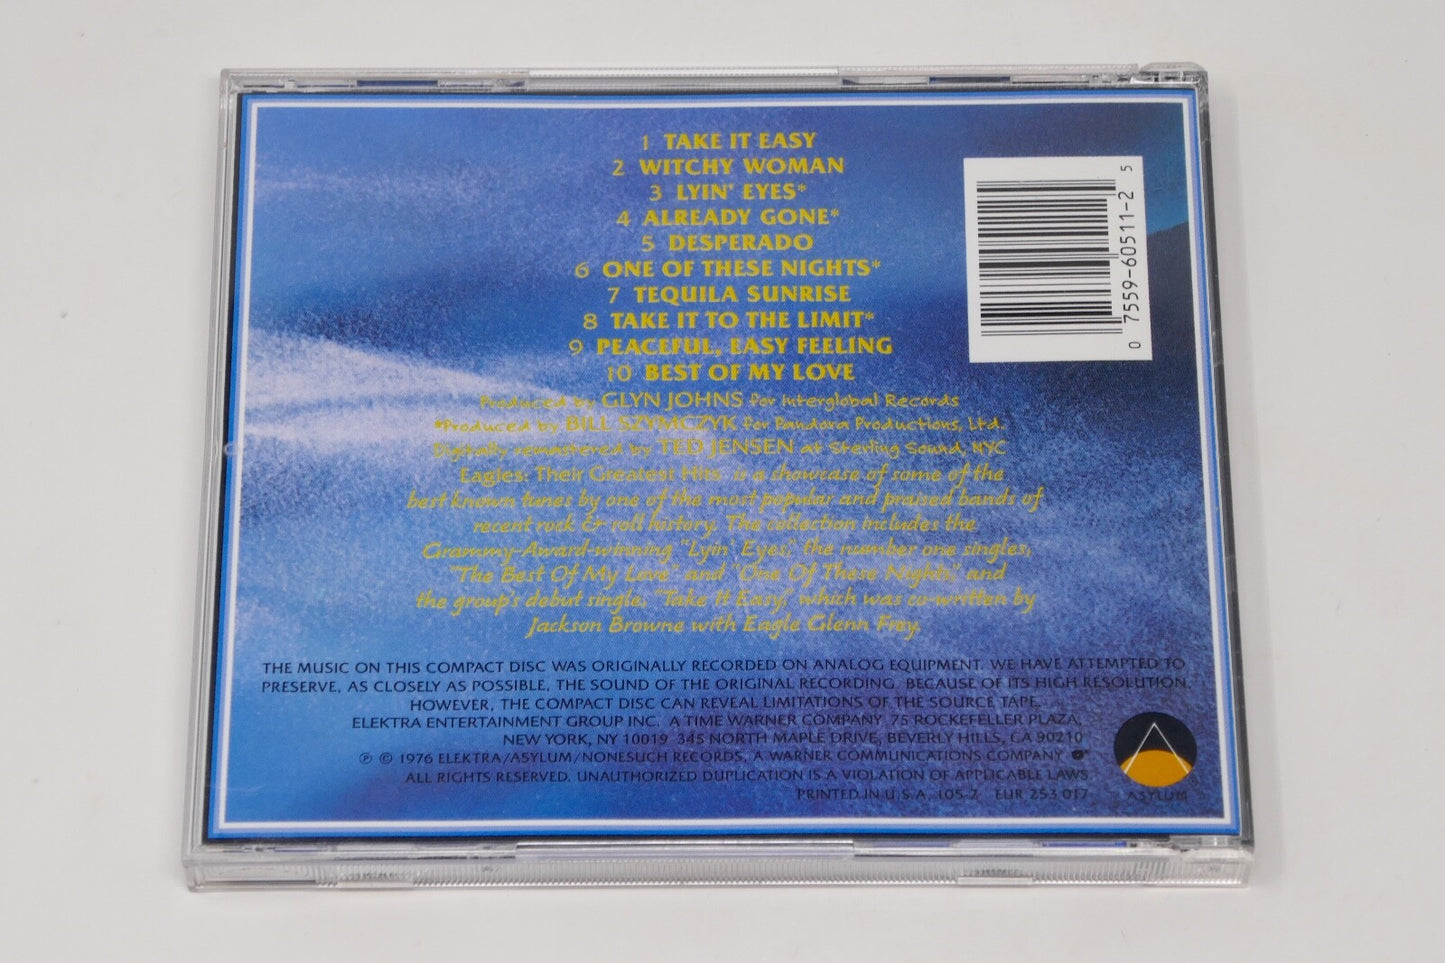 1 TAKE IT EASY
2 WITCHY WOMAN
3 LYIN' EYES*
4 ALREADY GONE*
5 DESPERADO
6 ONE OF THESE NIGHTS*
7 TEQUILA SUNRISE
8 TAKE IT TO THE LIMIT*
9 PEACEFUL, EASY FEELING
10 BEST OF MY LOVE
Produced by GLYN JOHNS for Interglobal Records
*Produced by BILL SZYMCZYK for Pandora Productions, Ltd.
Digitally remastered by TED JENSEN at Sterling Sound, NYC
Eagles: Their Greatest Hits is a showcase of some of the
best known tunes by one of the most popular and praised bands of
recent rock & roll history. The collection includes the
Grammy-Award-winning "Lyin' Eyes," the number one singles,
"The Best Of My Love" and "One Of These Nights," and
the group's debut single, "Take It Easy," which was co-written by
Jackson Browne with Eagle Glenn Frey.
0 7559-60511-2 5
THE MUSIC ON THIS COMPACT DISC WAS ORIGINALLY RECORDED ON ANALOG EQUIPMENT. WE HAVE ATTEMPTED TO
PRESERVE, AS CLOSELY AS POSSIBLE, THE SOUND OF THE ORIGINAL RECORDING. BECAUSE OF ITS HIGH RESOLUTION,
HOWEVER, THE COMPACT DISC CAN REVEAL LIMITATIONS OF THE SOURCE TAPE.
ELEKTRA ENTERTAINMENT GROUP INC. A TIME WARNER COMPANY. 75 ROCKEFELLER PLAZA,
NEW YORK, NY 10019 345 NORTH MAPLE DRIVE, BEVERLY HILLS, CA 90210
℗ © 1976 ELEKTRA/ASYLUM/NONESUCH RECORDS, A WARNER COMMUNICATIONS COMPANY
ALL RIGHTS RESERVED. UNAUTHORIZED DUPLICATION IS A VIOLATION OF APPLICABLE LAWS.
PRINTED IN U.S.A. 105-2 EUR 253 017
ASYLUM